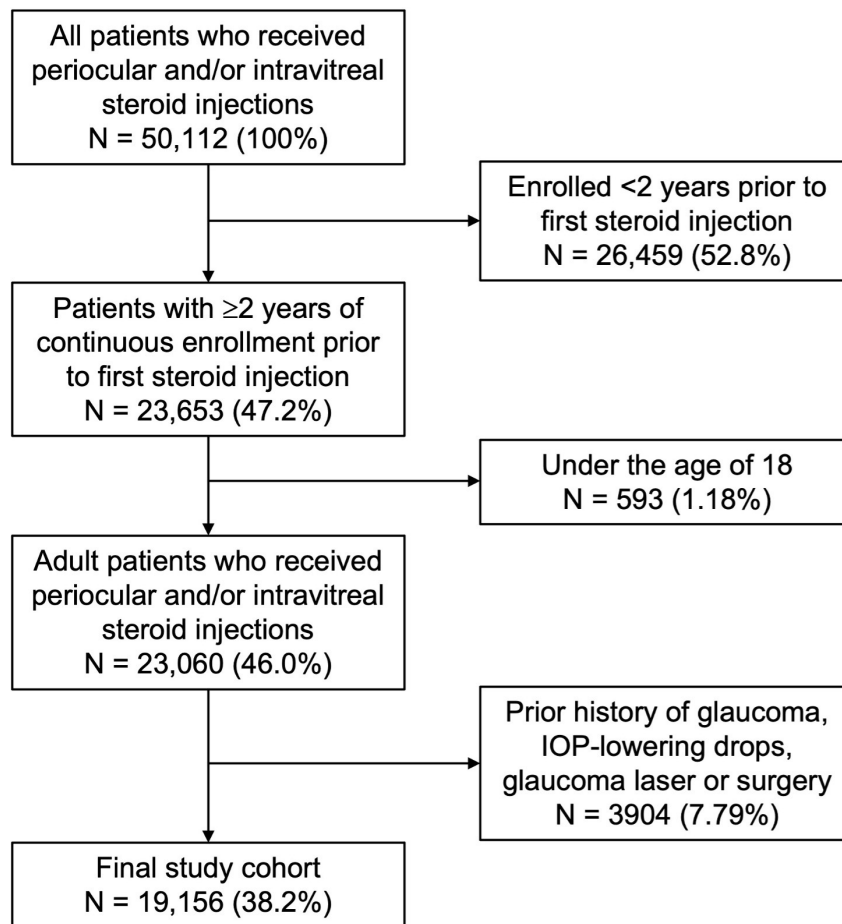 All patients who received
periocular and/or intravitreal
steroid injections
N = 50,112 (100%)
Enrolled <2 years prior to
first steroid injection
N = 26,459 (52.8%)
Patients with ≥2 years of
continuous enrollment prior
to first steroid injection
N = 23,653 (47.2%)
Under the age of 18
N = 593 (1.18%)
Adult patients who received
periocular and/or intravitreal
steroid injections
N = 23,060 (46.0%)
Prior history of glaucoma,
IOP-lowering drops,
glaucoma laser or surgery
N = 3904 (7.79%)
Final study cohort
N = 19,156 (38.2%)